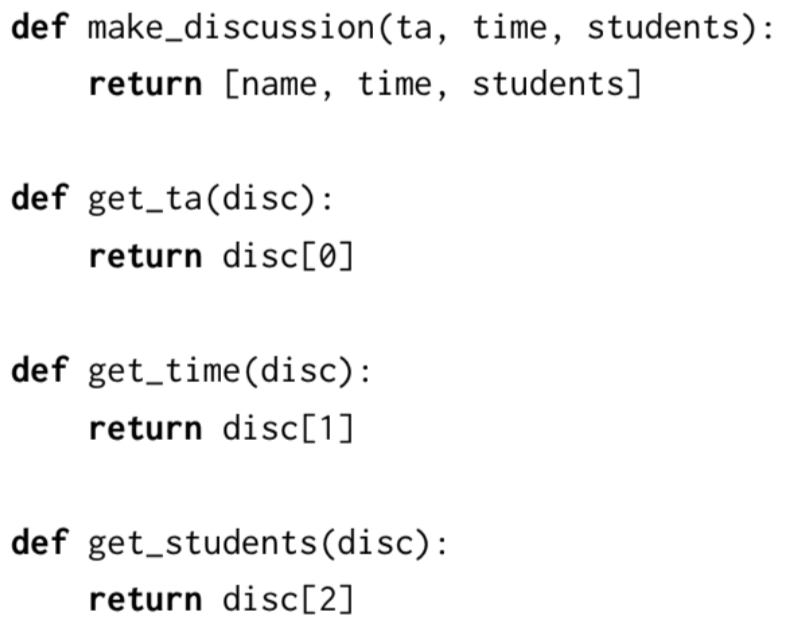 def make_discussion(ta, time, students):
    return [name, time, students]
def get_ta(disc):
    return disc[0]
def get_time(disc):
    return disc[1]
def get_students(disc):
    return disc[2]